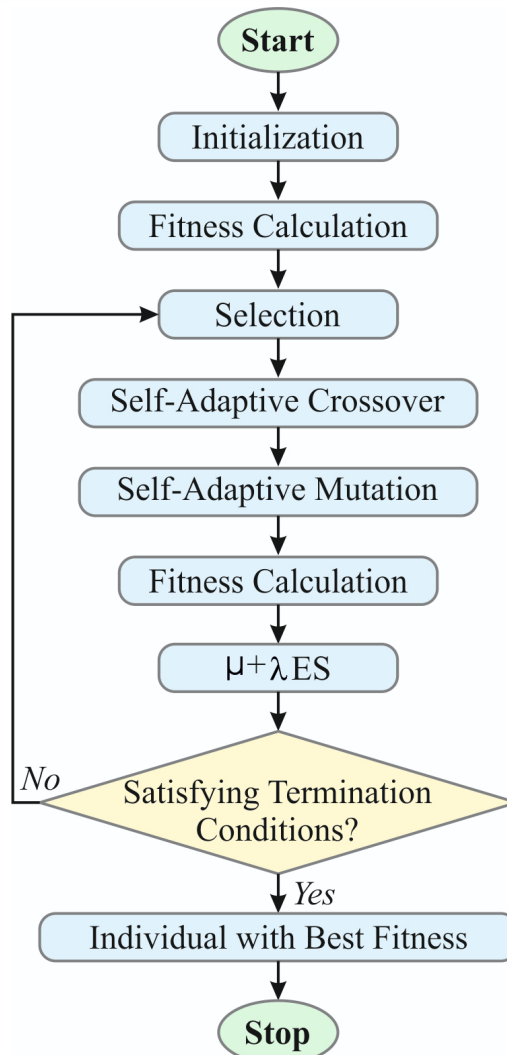 Start
Initialization
Fitness Calculation
Selection
Self-Adaptive Crossover
Self-Adaptive Mutation
Fitness Calculation
μ+λES
No
Satisfying Termination
Conditions?
Yes
Individual with Best Fitness
Stop